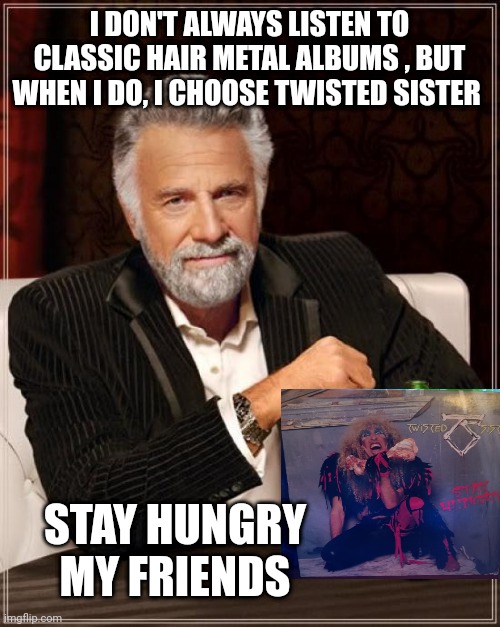 I DON'T ALWAYS LISTEN TO
CLASSIC HAIR METAL ALBUMS , BUT
WHEN I DO, I CHOOSE TWISTED SISTER
TWISTED SIS
STAY HUNGRY
MY FRIENDS
imgflip.com